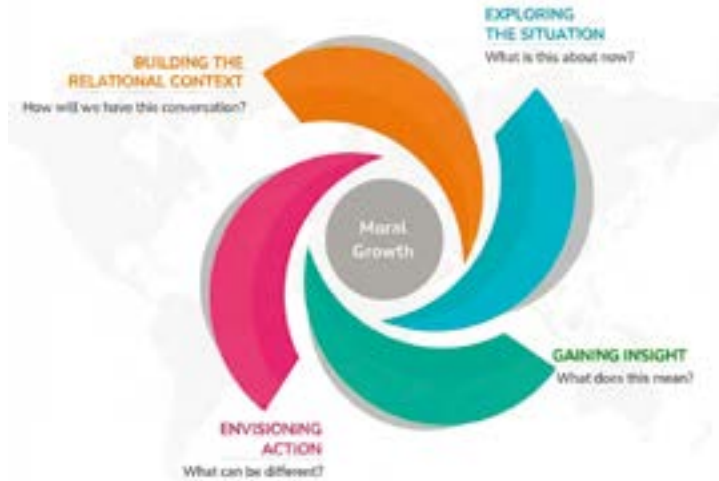 BUILDING THE
RELATIONAL CONTEXT
How will we have this conversation?
EXPLORING
THE SITUATION
What is this about now?
Moral
Growth
GAINING INSIGHT
What does this mean?
ENVISIONING
ACTION
What can be different?